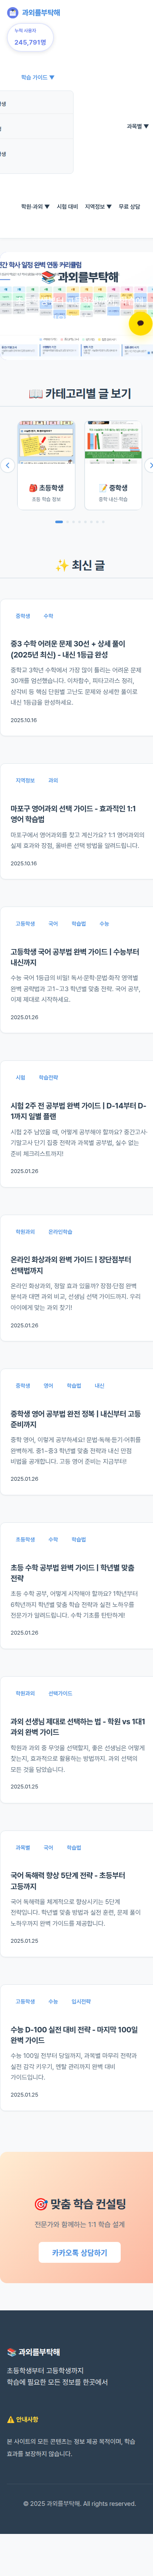 과외를부탁해
누적 사용자
245,791명
학습 가이드 ▼
과목별 ▼
학원·과외 ▼ 시험 대비 지역정보 ▼ 무료 상담
📚 과외를부탁해
📖 카테고리별 글 보기
🎒 초등학생
초등 학습 정보
📝 중학생
중학 내신·학습
✨ 최신 글
중학생 수학
중3 수학 어려운 문제 30선 + 상세 풀이
(2025년 최신) - 내신 1등급 완성
중학교 3학년 수학에서 가장 많이 틀리는 어려운 문제
30개를 엄선했습니다. 이차함수, 피타고라스 정리,
삼각비 등 핵심 단원별 고난도 문제와 상세한 풀이로
내신 1등급을 완성하세요.
2025.10.16
지역정보 과외
마포구 영어과외 선택 가이드 - 효과적인 1:1
영어 학습법
마포구에서 영어과외를 찾고 계신가요? 1:1 영어과외의
실제 효과와 장점, 올바른 선택 방법을 알려드립니다.
2025.10.16
고등학생 국어 학습법 수능
고등학생 국어 공부법 완벽 가이드 | 수능부터
내신까지
수능 국어 1등급의 비밀! 독서·문학·문법·화작 영역별
완벽 공략법과 고1~고3 학년별 맞춤 전략. 국어 공부,
이제 제대로 시작하세요.
2025.01.26
시험 학습전략
시험 2주 전 공부법 완벽 가이드 | D-14부터 D-
1까지 일별 플랜
시험 2주 남았을 때, 어떻게 공부해야 할까요? 중간고사·
기말고사 단기 집중 전략과 과목별 공부법, 실수 없는
준비 체크리스트까지!
2025.01.26
학원과외 온라인학습
온라인 화상과외 완벽 가이드 | 장단점부터
선택법까지
온라인 화상과외, 정말 효과 있을까? 장점·단점 완벽
분석과 대면 과외 비교, 선생님 선택 가이드까지. 우리
아이에게 맞는 과외 찾기!
2025.01.26
중학생 영어 학습법 내신
중학생 영어 공부법 완전 정복 | 내신부터 고등
준비까지
중학 영어, 이렇게 공부하세요! 문법·독해·듣기·어휘를
완벽하게. 중1~중3 학년별 맞춤 전략과 내신 만점
비법을 공개합니다. 고등 영어 준비는 지금부터!
2025.01.26
초등학생 수학 학습법
초등 수학 공부법 완벽 가이드 | 학년별 맞춤
전략
초등 수학 공부, 어떻게 시작해야 할까요? 1학년부터
6학년까지 학년별 맞춤 학습 전략과 실전 노하우를
전문가가 알려드립니다. 수학 기초를 탄탄하게!
2025.01.26
학원과외 선택가이드
과외 선생님 제대로 선택하는 법 - 학원 vs 1대1
과외 완벽 가이드
학원과 과외 중 무엇을 선택할지, 좋은 선생님은 어떻게
찾는지, 효과적으로 활용하는 방법까지. 과외 선택의
모든 것을 담았습니다.
2025.01.25
과목별 국어 학습법
국어 독해력 향상 5단계 전략 - 초등부터
고등까지
국어 독해력을 체계적으로 향상시키는 5단계
전략입니다. 학년별 맞춤 방법과 실전 훈련, 문제 풀이
노하우까지 완벽 가이드를 제공합니다.
2025.01.25
고등학생 수능 입시전략
수능 D-100 실전 대비 전략 - 마지막 100일
완벽 가이드
수능 100일 전부터 당일까지, 과목별 마무리 전략과
실전 감각 키우기, 멘탈 관리까지 완벽 대비
가이드입니다.
2025.01.25
🎯 맞춤 학습 컨설팅
전문가와 함께하는 1:1 학습 설계
카카오톡 상담하기
📚 과외를부탁해
초등학생부터 고등학생까지
학습에 필요한 모든 정보를 한곳에서
⚠️ 안내사항
본 사이트의 모든 콘텐츠는 정보 제공 목적이며, 학습
효과를 보장하지 않습니다.
© 2025 과외를부탁해. All rights reserved.